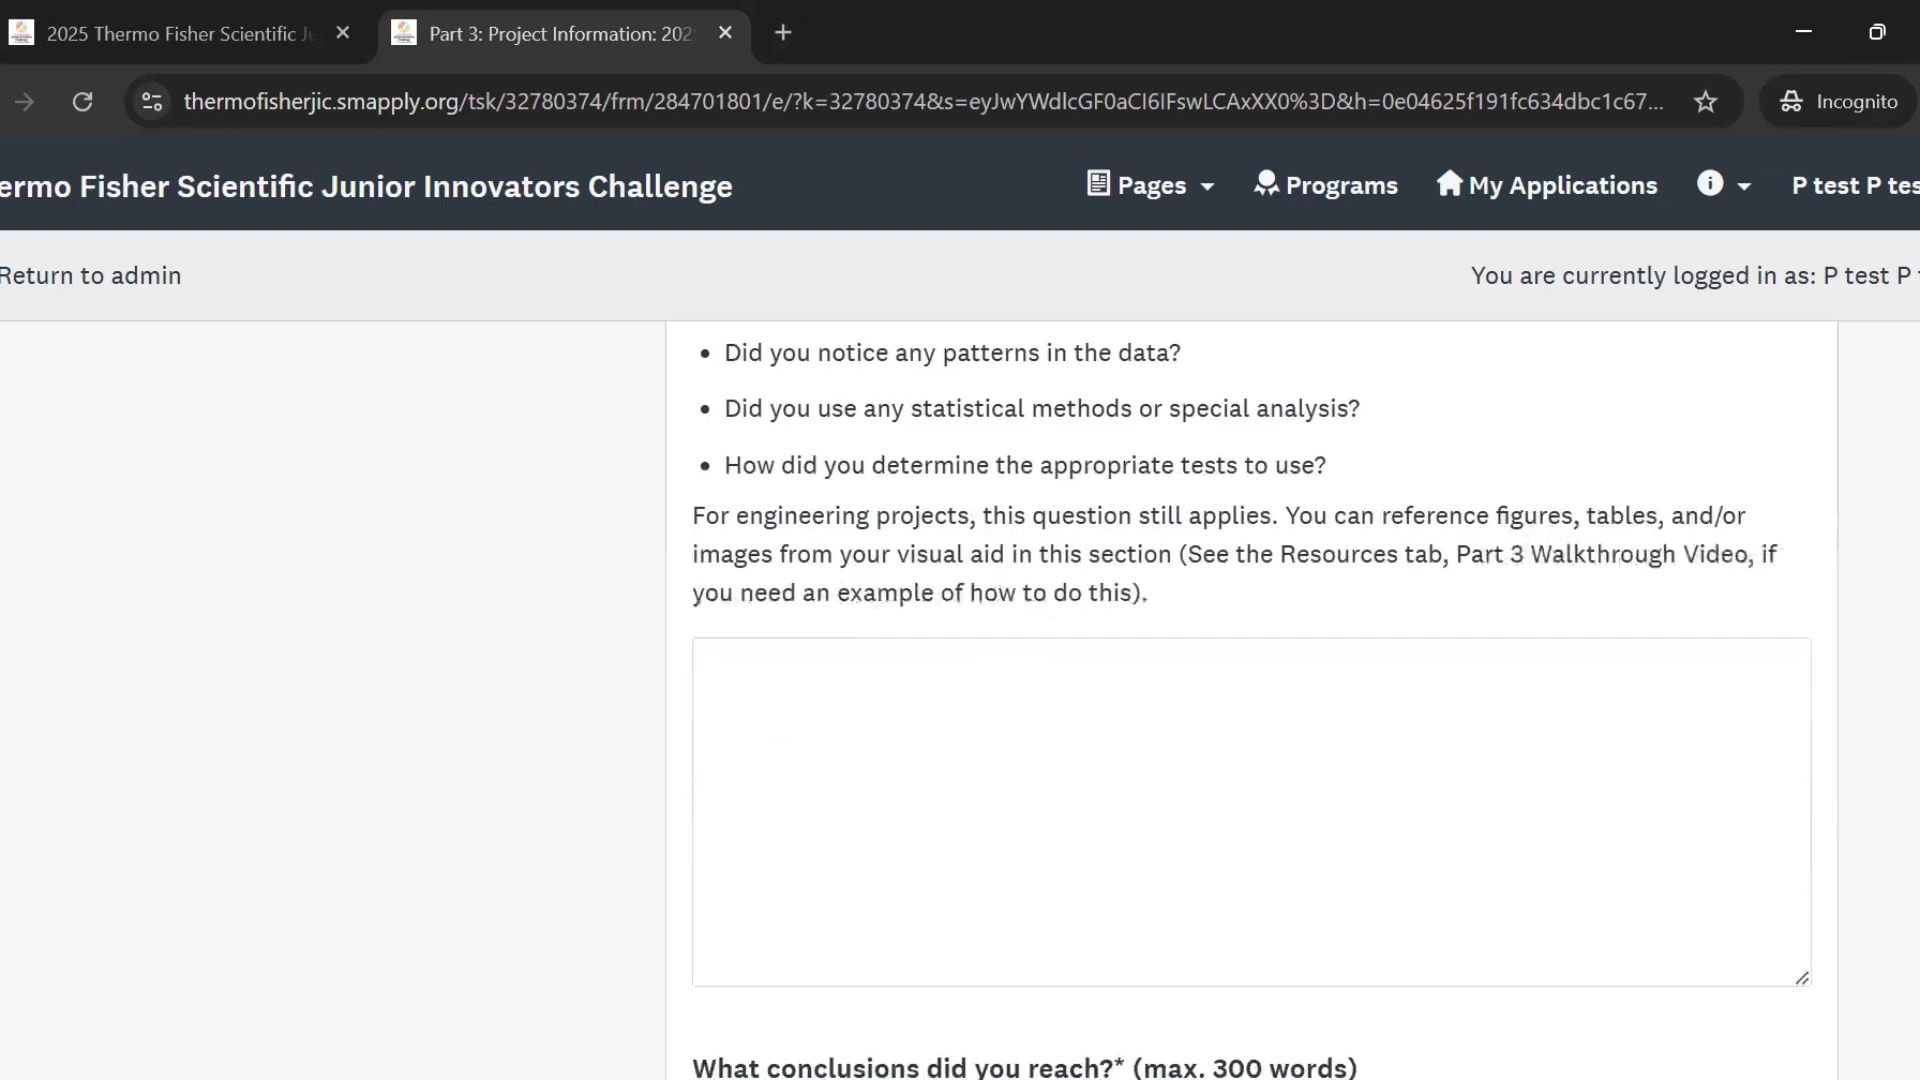 2025 Thermo Fisher Scientific
Part 3: Project Information: 202
thermofisherjic.smapply.org/tsk/32780374/frm/284701801/e/?k=32780374&s=eyJwYWdlcGF0aCI6IFswLCAxXX0%3D&h=0e04625f191fc634dbc1c67...
Incognito
ermo Fisher Scientific Junior Innovators Challenge
Pages
Programs
My Applications
P test P tes
Return to admin
You are currently logged in as: P test P
• Did you notice any patterns in the data?
• Did you use any statistical methods or special analysis?
• How did you determine the appropriate tests to use?
For engineering projects, this question still applies. You can reference figures, tables, and/or
images from your visual aid in this section (See the Resources tab, Part 3 Walkthrough Video, if
you need an example of how to do this).
What conclusions did you reach?* (max. 300 words)